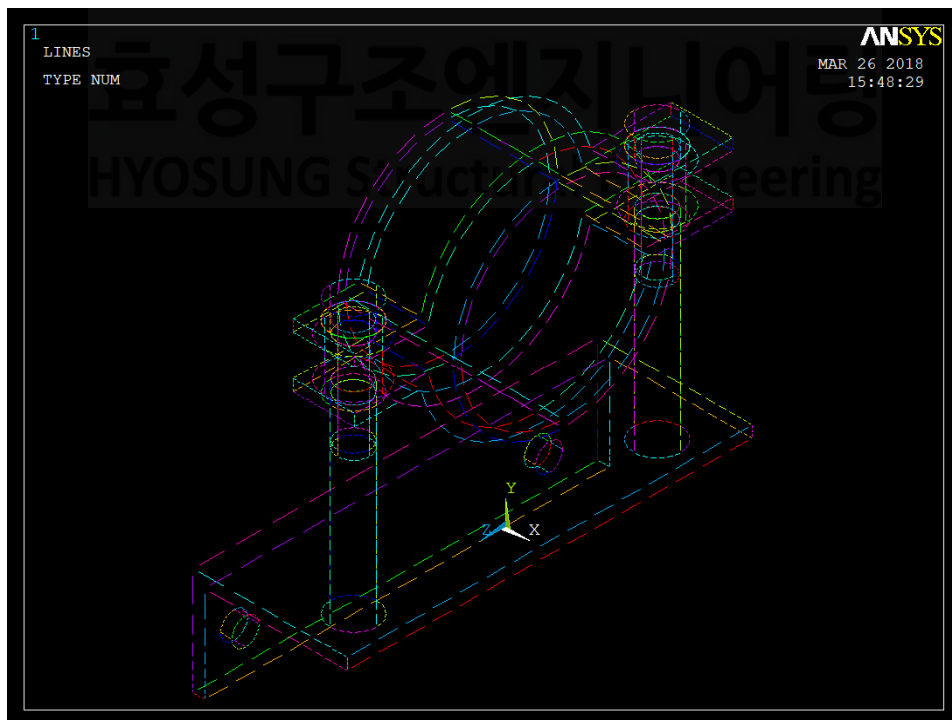 1
LINES
TYPE NUM
ANSYS
MAR 26 2018
15:48:29
효성구조엔지니어링
HYOSUNG Structural Engineering
Y
Z
X